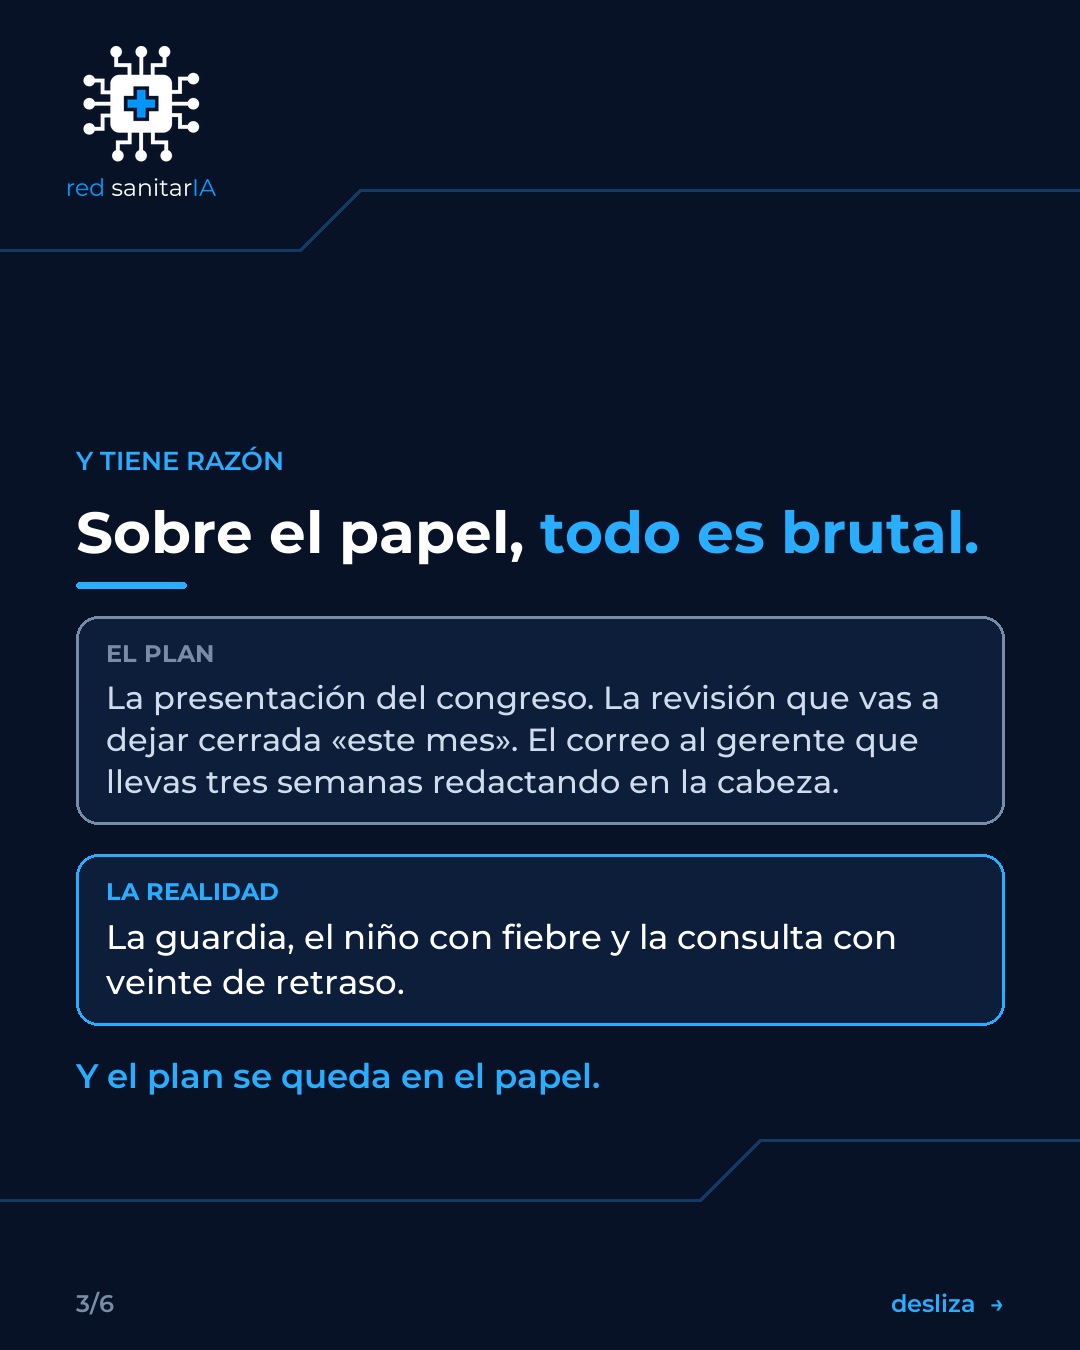 red sanitarIA
Y TIENE RAZÓN
Sobre el papel, todo es brutal.
EL PLAN
La presentación del congreso. La revisión que vas a
dejar cerrada «este mes». El correo al gerente que
llevas tres semanas redactando en la cabeza.
LA REALIDAD
La guardia, el niño con fiebre y la consulta con
veinte de retraso.
Y el plan se queda en el papel.
3/6
desliza →